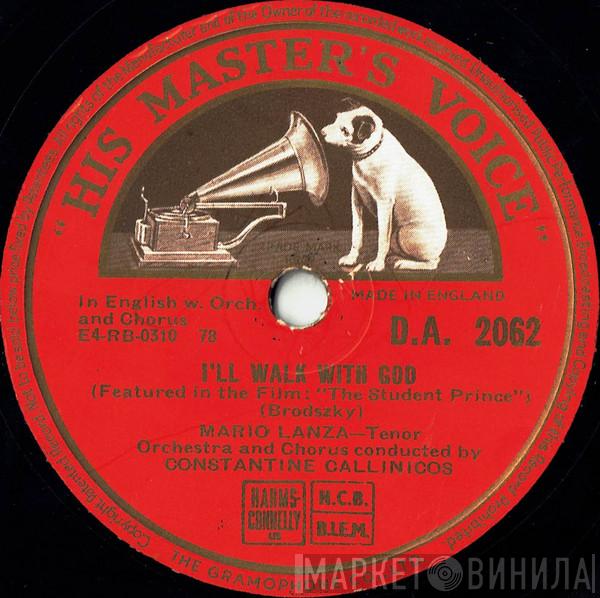 "HIS MASTER'S VOICE"
TRADE MARK
In English w. Orch.
and Chorus
E4-RB-0310 78
MADE IN ENGLAND
D.A. 2062
I'LL WALK WITH GOD
(Featured in the Film: "The Student Prince")
(Brodszky)
MARIO LANZA—Tenor
Orchestra and Chorus conducted by
CONSTANTINE CALLINICOS
HARMS-
CONNELLY
LTD
N.C.B.
B.I.E.M.
THE GRAMOPHO
МАРКЕТ ВИНИЛА